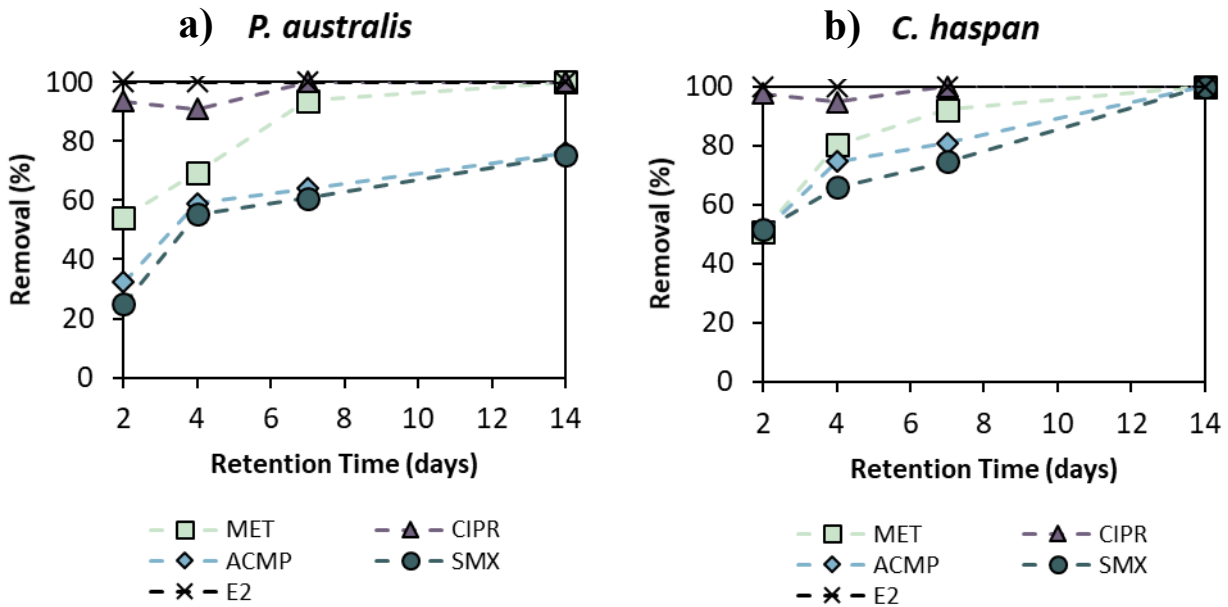 a) P. australis
100
80
60
40
20
0
Removal (%)
2 4 6 8 10 12 14
Retention Time (days)
MET CIPR
ACMP SMX
E2
b) C. haspan
100
80
60
40
20
0
Removal (%)
2 4 6 8 10 12 14
Retention Time (days)
MET CIPR
ACMP SMX
E2